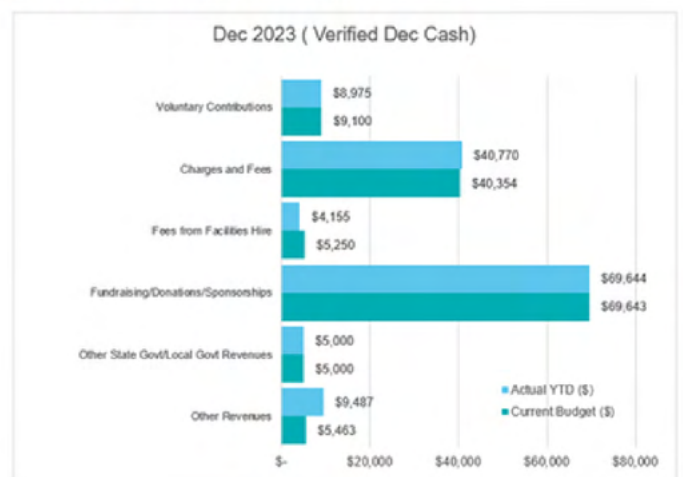 Dec 2023 ( Verified Dec Cash)
Voluntary Contributions
$8,975
$9,100
Charges and Fees
$40,770
$40,354
Fees from Facilities Hire
$4,155
$5,250
Fundraising/Donations/Sponsorships
$69,644
$69,643
Other State Govt/Local Govt Revenues
$5,000
$5,000
Other Revenues
$9,487
$5,463
Actual YTD ($)
Current Budget ($)
$- $20,000 $40,000 $60,000 $80,000